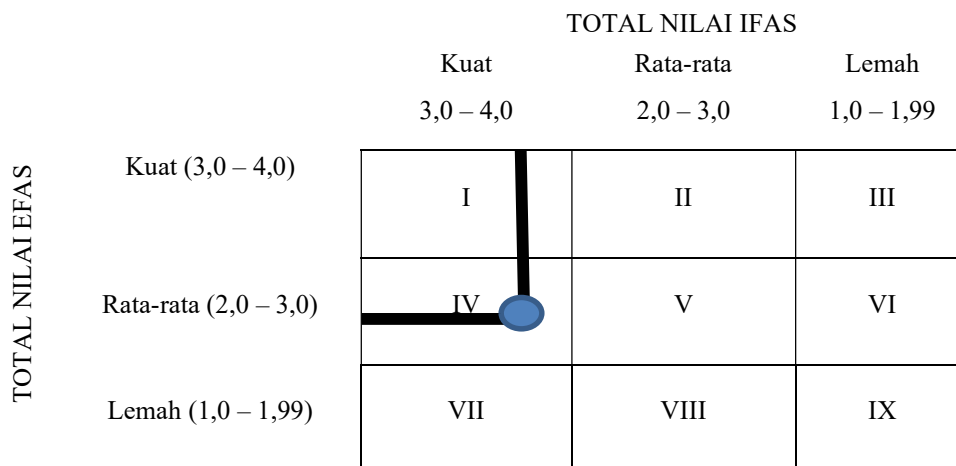 TOTAL NILAI IFAS
Kuat Rata-rata Lemah
3,0 – 4,0 2,0 – 3,0 1,0 – 1,99
TOTAL NILAI EFAS
Kuat (3,0 – 4,0) I II III
Rata-rata (2,0 – 3,0) IV V VI
Lemah (1,0 – 1,99) VII VIII IX